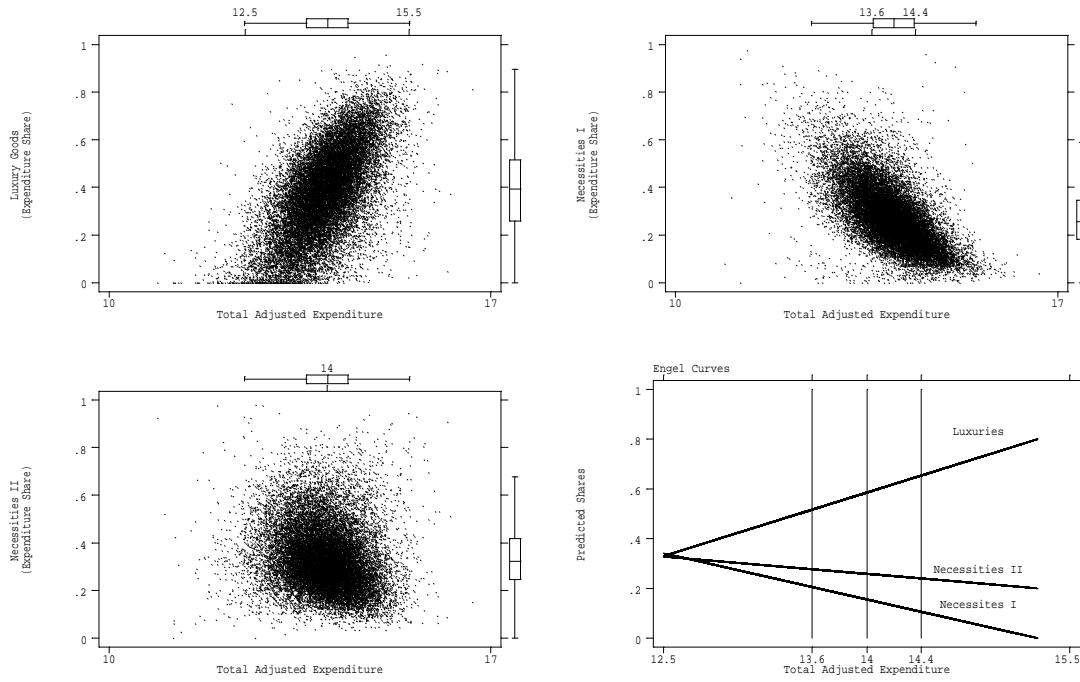 12.5 15.5
1
.8
.6
.4
.2
0
Luxury Goods
(Expenditure Share)
10 17
Total Adjusted Expenditure
13.6 14.4
1
.8
.6
.4
.2
0
Necessities I
(Expenditure Share)
10 17
Total Adjusted Expenditure
14
1
.8
.6
.4
.2
0
Necessities II
(Expenditure Share)
10 17
Total Adjusted Expenditure
Engel Curves
1
.8
.6
.4
.2
0
Predicted Shares
Luxuries
Necessities II
Necessites I
12.5 13.6 14 14.4 15.5
Total Adjusted Expenditure